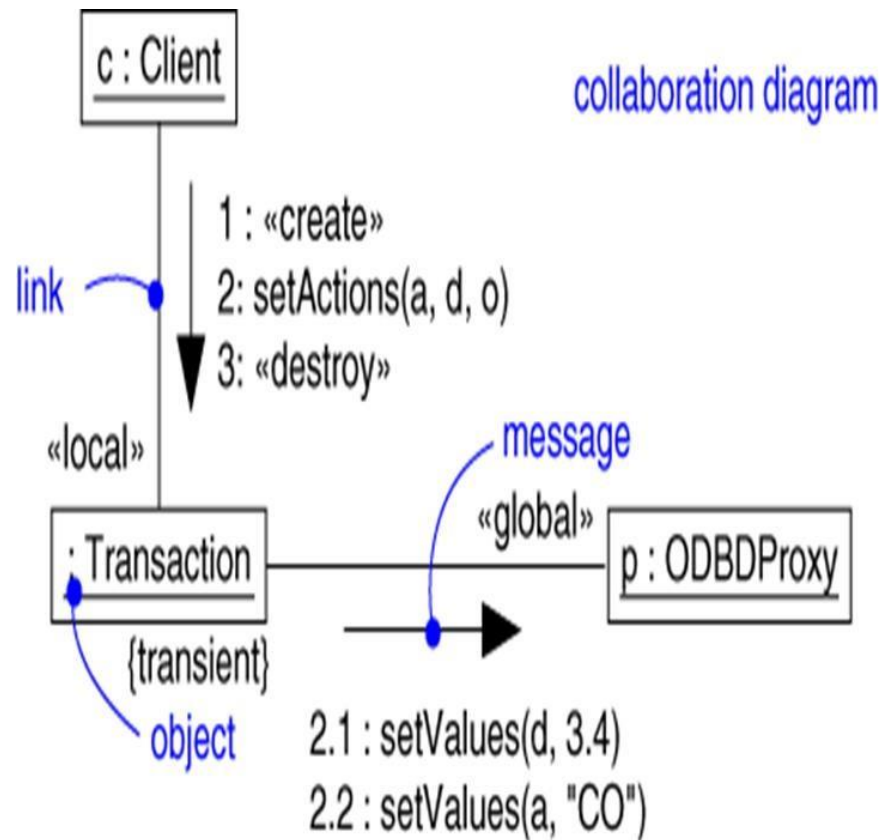 c : Client
collaboration diagram
1 : «create»
2: setActions(a, d, o)
3: «destroy»
link
«local»
message
«global»
: Transaction
p : ODBDProxy
{transient}
object
2.1 : setValues(d, 3.4)
2.2 : setValues(a, "CO")